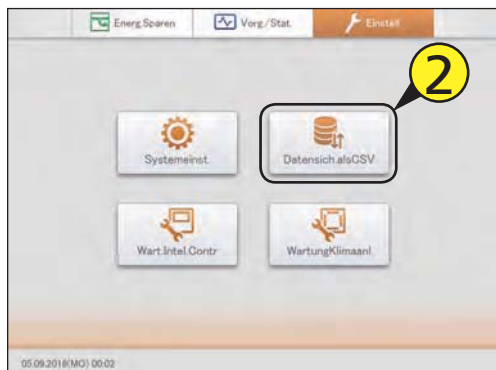 Energ.Sparen Vorg./Stat. Einstell
2
Systemeinst. Datensich.alsCSV
Wart.Intel.Contr WartungKlimaanl
05.09.2018(MO) 00:02